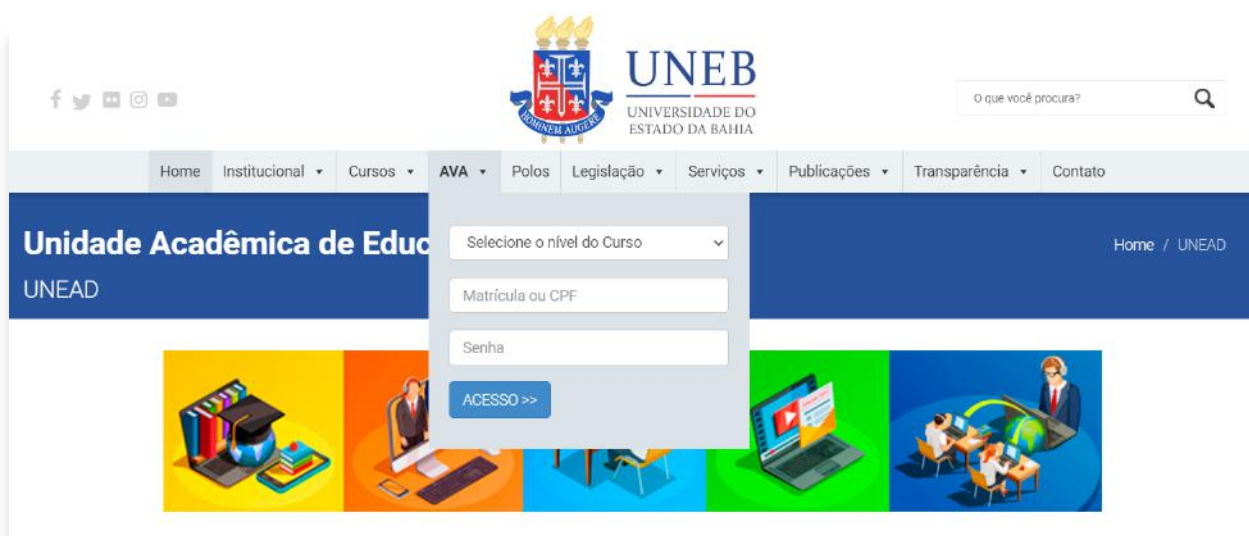 UNEB
UNIVERSIDADE DO
ESTADO DA BAHIA
HOMINEM AUGERE
O que você procura?
Home Institucional Cursos AVA Polos Legislação Serviços Publicações Transparência Contato
Unidade Acadêmica de Educ
UNEAD
Home / UNEAD
Selecione o nível do Curso
Matrícula ou CPF
Senha
ACESSO >>